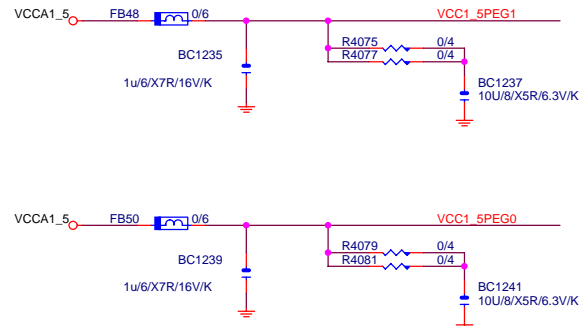 VCCA1_5 FB48 0/6 VCC1_5PEG1
R4075 0/4
BC1235 R4077 0/4
1u/6/X7R/16V/K BC1237
10U/8/X5R/6.3V/K
VCCA1_5 FB50 0/6 VCC1_5PEG0
R4079 0/4
BC1239 R4081 0/4
1u/6/X7R/16V/K BC1241
10U/8/X5R/6.3V/K